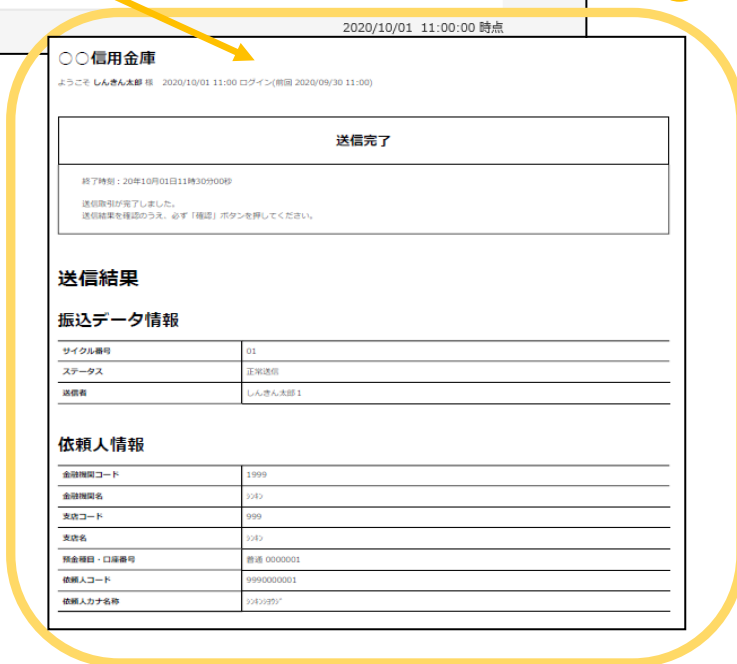 2020/10/01 11:00:00 時点
○○信用金庫
ようこそ しんきん太郎 様 2020/10/01 11:00 ログイン(前回 2020/09/30 11:00)
送信完了
終了時刻：20年10月01日11時30分00秒
送信取引が完了しました。
送信結果を確認のうえ、必ず「確認」ボタンを押してください。
送信結果
振込データ情報
サイクル番号 01
ステータス 正常送信
送信者 しんきん太郎１
依頼人情報
金融機関コード 1999
金融機関名 ｼﾝｷﾝ
支店コード 999
支店名 ｼﾝｷﾝ
預金種目・口座番号 普通 0000001
依頼人コード 9990000001
依頼人カナ名称 ｼﾝｷﾝｼﾖｳｼﾞ